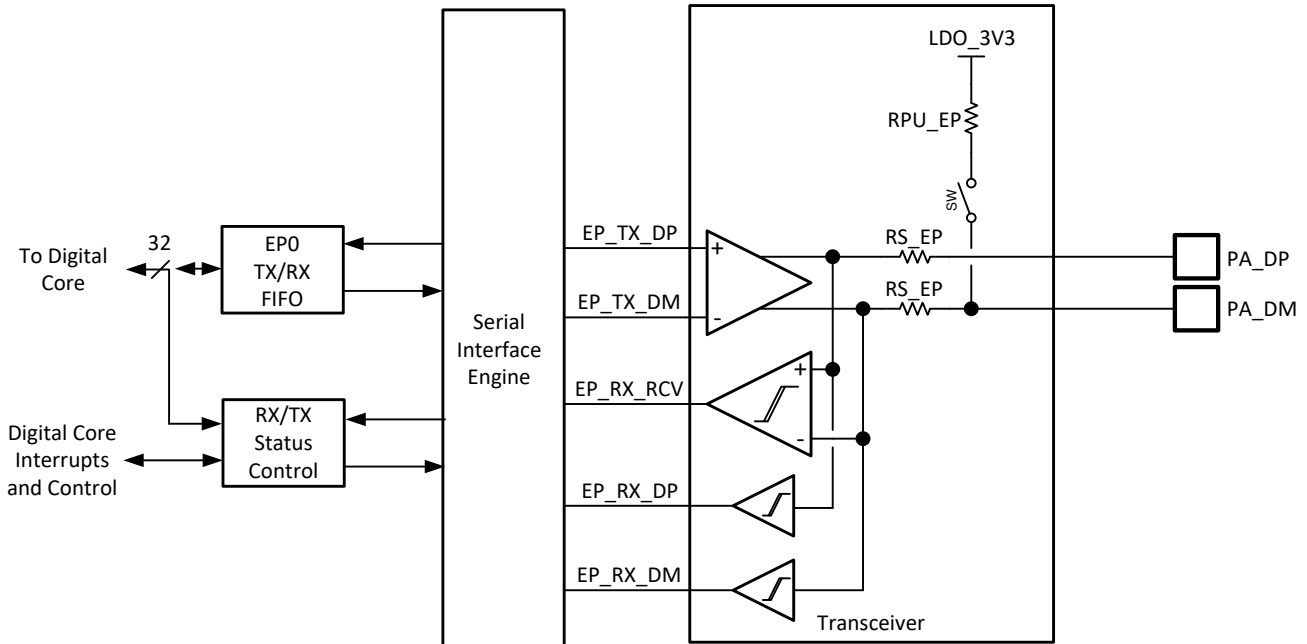 LDO_3V3
RPU_EP
SW
To Digital
Core
32
EP0
TX/RX
FIFO
EP_TX_DP
+
RS_EP
PA_DP
EP_TX_DM
-
RS_EP
PA_DM
Serial
Interface
Engine
EP_RX_RCV
+
-
Digital Core
Interrupts
and Control
RX/TX
Status
Control
EP_RX_DP
EP_RX_DM
Transceiver